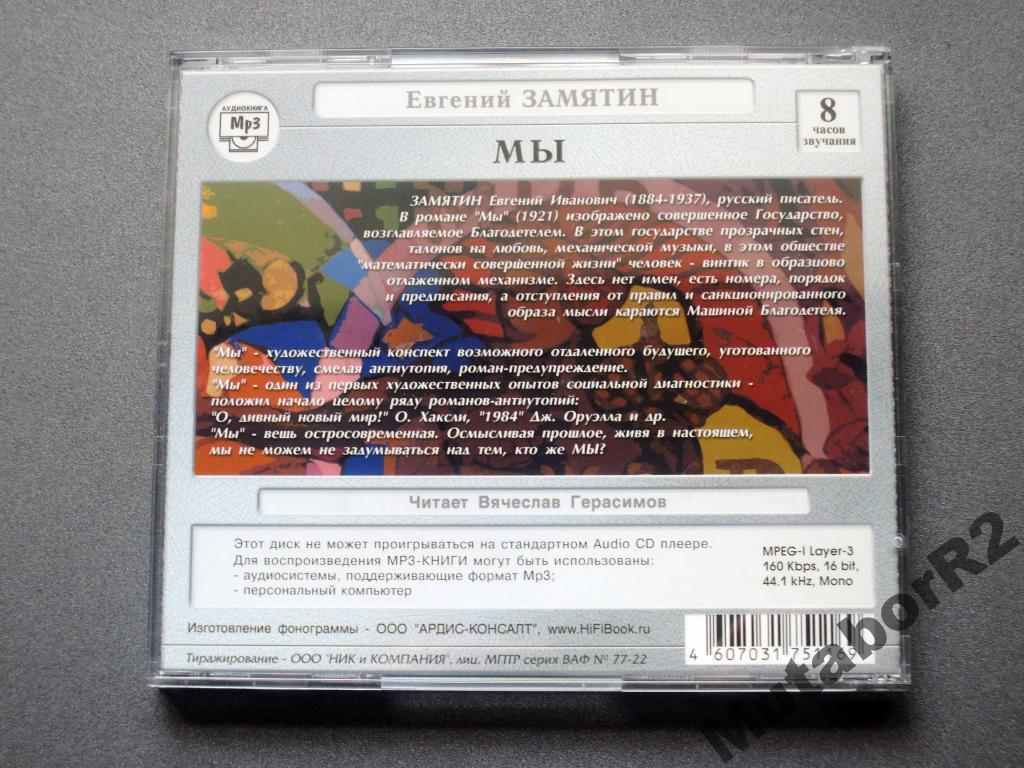 АУДИОКНИГА
Mp3
Евгений ЗАМЯТИН
8
часов
звучания
МЫ
ЗАМЯТИН Евгений Иванович (1884-1937), русский писатель.
В романе "Мы" (1921) изображено совершенное Государство,
возглавляемое Благодетелем. В этом государстве прозрачных стен,
талонов на любовь, механической музыки, в этом обществе
"математически совершенной жизни" человек - винтик в образцово
отлаженном механизме. Здесь нет имен, есть номера, порядок
и предписания, а отступления от правил и санкционированного
образа мысли караются Машиной Благодетеля.
"Мы" - художественный конспект возможного отдаленного будущего, уготованного
человечеству, смелая антиутопия, роман-предупреждение.
"Мы" - один из первых художественных опытов социальной диагностики -
положил начало целому ряду романов-антиутопий:
"О, дивный новый мир!" О. Хаксли, "1984" Дж. Оруэлла и др.
"Мы" - вещь остросовременная. Осмысливая прошлое, живя в настоящем,
мы не можем не задумываться над тем, кто же МЫ?
Читает Вячеслав Герасимов
Этот диск не может проигрываться на стандартном Audio CD плеере.
Для воспроизведения MP3-КНИГИ могут быть использованы:
- аудиосистемы, поддерживающие формат Mp3;
- персональный компьютер
MPEG-I Layer-3
160 Kbps, 16 bit,
44.1 kHz, Mono
Изготовление фонограммы - ООО "АРДИС-КОНСАЛТ", www.HiFiBook.ru
Тиражирование - ООО "НИК и КОМПАНИЯ", лиц. МПТР серия ВАФ № 77-22
4 607031
MutaborR2